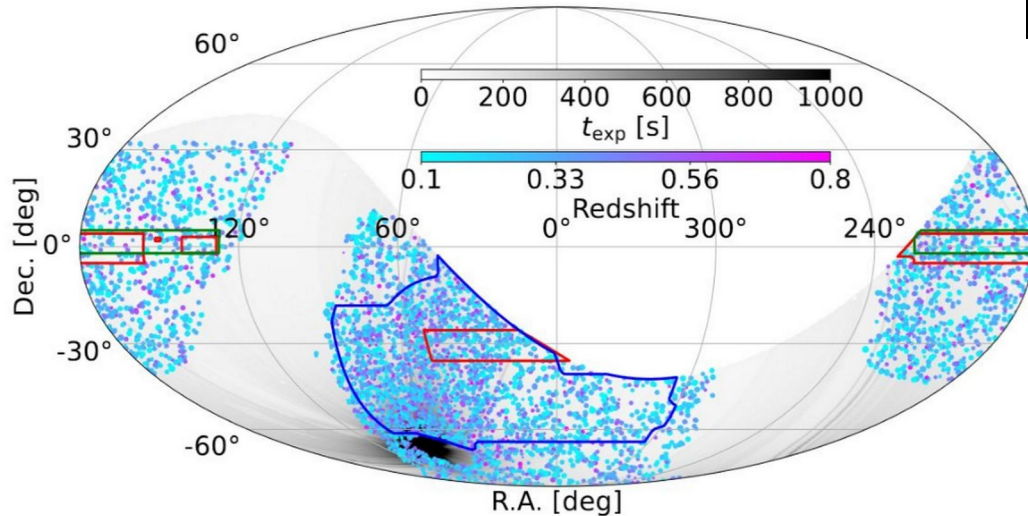 60°
0 200 400 600 800 1000
t_exp [s]
30°
0.1 0.33 0.56 0.8
Redshift
120° 60° 0° 300° 240°
0°
Dec. [deg]
-30°
-60°
R.A. [deg]